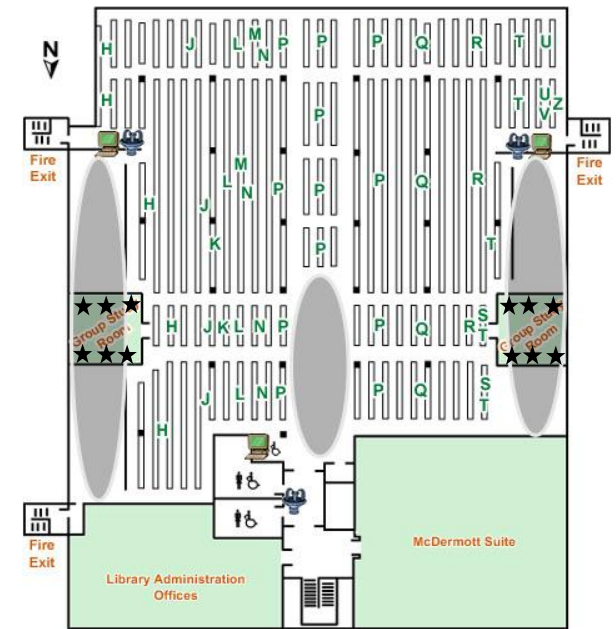 N
H J L M N P P P Q R T U
H P T U V Z
Fire
Exit
Fire
Exit
H J K L M N P P P Q R T
P
Group Study
Room
H J K L N P P Q R S T
Group Study
Room
H J L N P P Q S T
Fire
Exit
Library Administration
Offices
McDermott Suite